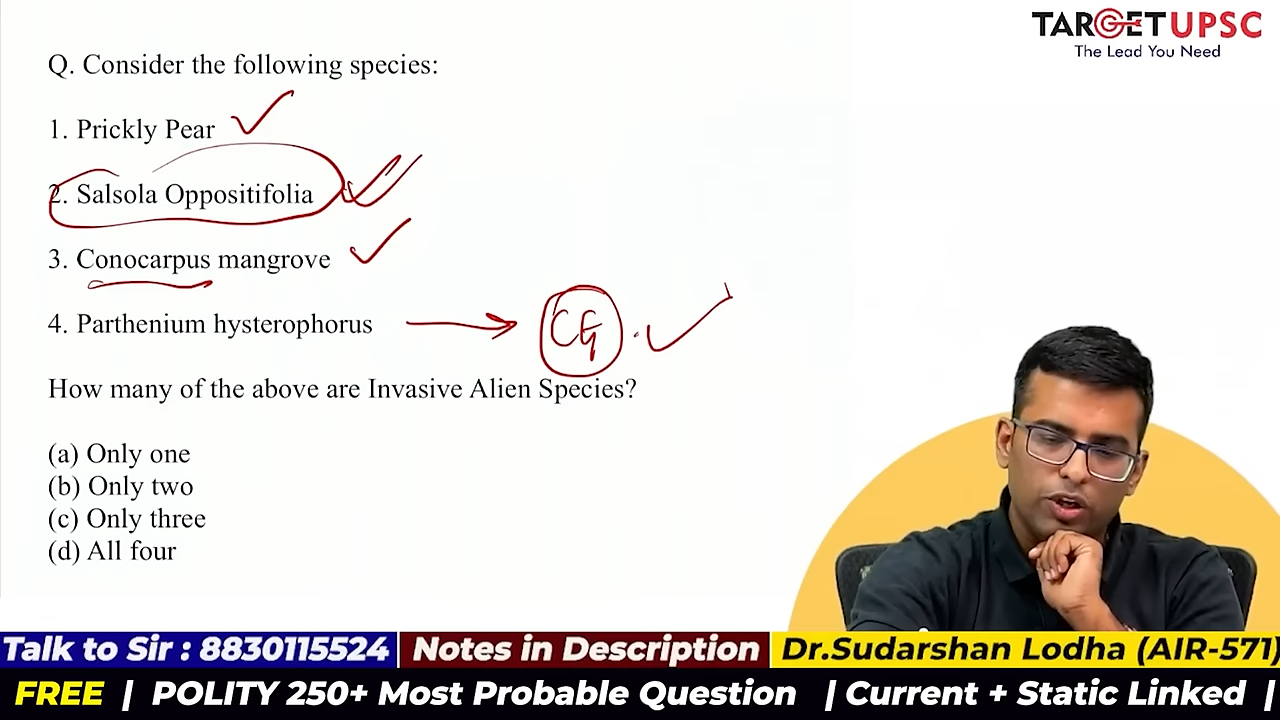 TARGET UPSC
The Lead You Need
Q. Consider the following species:
1. Prickly Pear
2. Salsola Oppositifolia
3. Conocarpus mangrove
4. Parthenium hysterophorus
CG
How many of the above are Invasive Alien Species?
(a) Only one
(b) Only two
(c) Only three
(d) All four
Talk to Sir : 8830115524 Notes in Description Dr.Sudarshan Lodha (AIR-571)
FREE | POLITY 250+ Most Probable Question | Current + Static Linked |